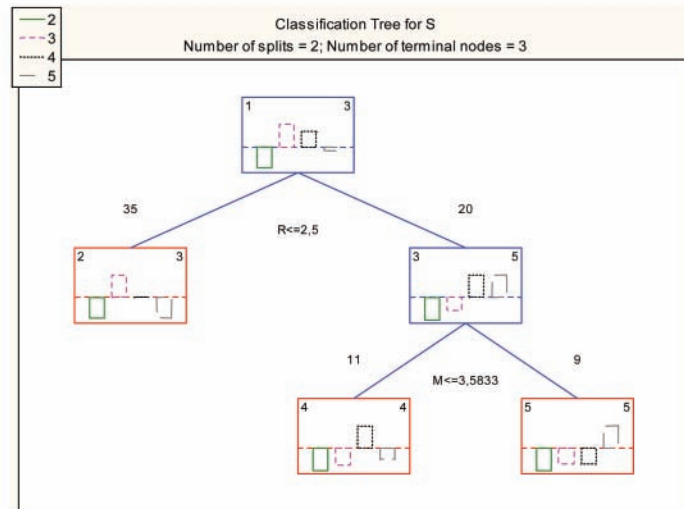 2
3
4
5
Classification Tree for S
Number of splits = 2; Number of terminal nodes = 3
1 3
35 20
R<=2,5
2 3
3 5
11 9
M<=3,5833
4 4
5 5